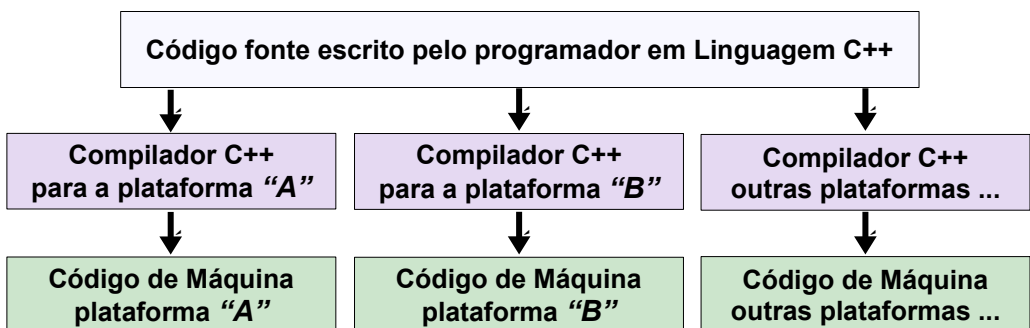 Código fonte escrito pelo programador em Linguagem C++
Compilador C++
para a plataforma “A”
Compilador C++
para a plataforma “B”
Compilador C++
outras plataformas ...
Código de Máquina
plataforma “A”
Código de Máquina
plataforma “B”
Código de Máquina
outras plataformas ...